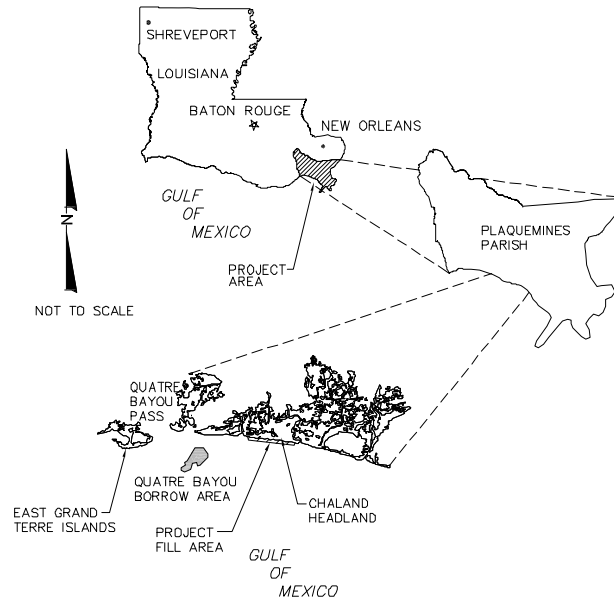 SHREVEPORT
LOUISIANA
BATON ROUGE
NEW ORLEANS
GULF
OF
MEXICO
PLAQUEMINES
PARISH
PROJECT
AREA
N
NOT TO SCALE
QUATRE
BAYOU
PASS
QUATRE BAYOU
BORROW AREA
CHALAND
HEADLAND
EAST GRAND
TERRE ISLANDS
PROJECT
FILL AREA
GULF
OF
MEXICO